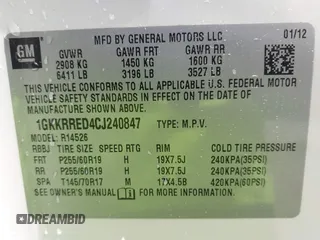 GM
MFD BY GENERAL MOTORS LLC 01/12
GVWR GAWR FRT GAWR RR
2908 KG 1450 KG 1600 KG
6411 LB 3196 LB 3527 LB
THIS VEHICLE CONFORMS TO ALL APPLICABLE U.S. FEDERAL MOTOR
VEHICLE SAFETY STANDARDS IN EFFECT ON THE DATE OF
MANUFACTURE SHOWN ABOVE.
1GKKRRED4CJ240847 TYPE: M.P.V.
MODEL: R14526
RBBJ TIRE SIZE SPEED RTG RIM COLD TIRE PRESSURE
FRT P255/60R19 H 19X7.5J 240KPA(35PSI)
RR P255/60R19 H 19X7.5J 240KPA(35PSI)
SPA T145/70R17 M 17X4.5B 420KPA(60PSI)
SEE OWNER'S MANUAL FOR MORE INFORMATION.
DREAMBID